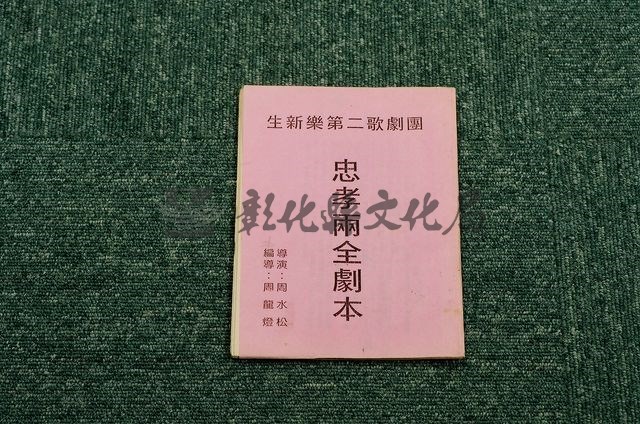 生新樂第二歌劇團
忠孝兩全劇本
導演：周水松
編導：周龍燈
彰化縣文化局